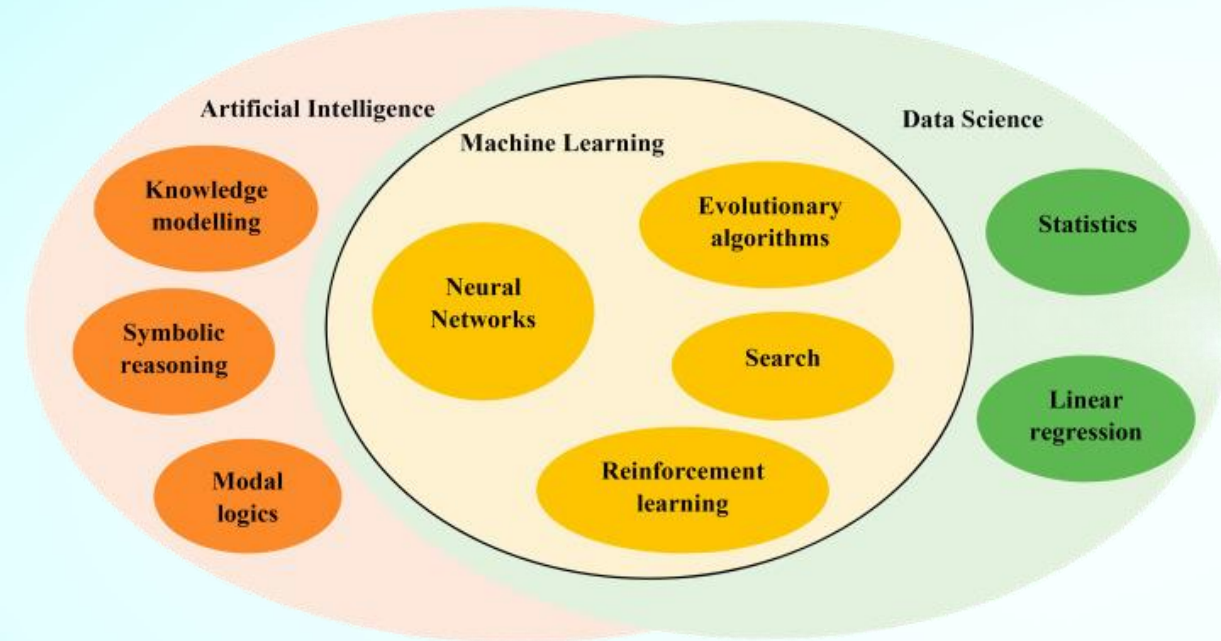 Artificial Intelligence
Knowledge
modelling
Symbolic
reasoning
Modal
logics
Machine Learning
Neural
Networks
Evolutionary
algorithms
Search
Reinforcement
learning
Data Science
Statistics
Linear
regression